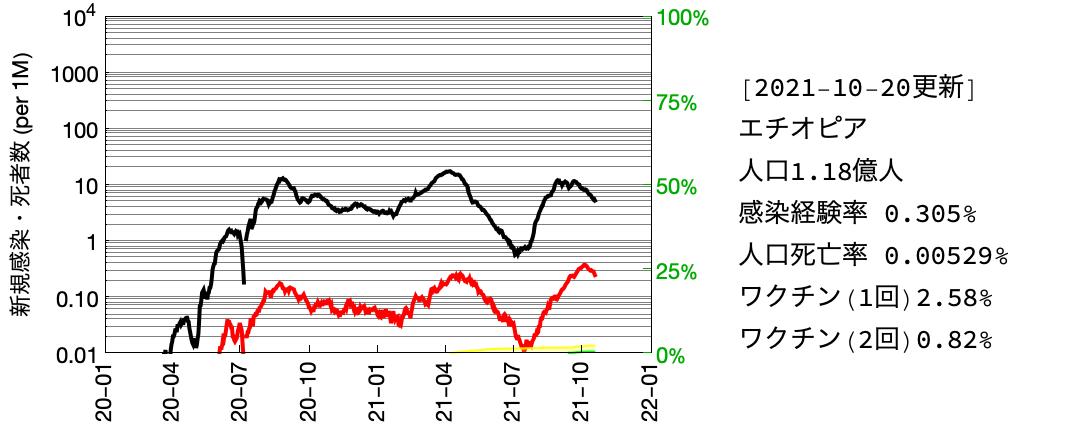 新規感染・死者数 (per 1M)
10^4
1000
100
10
1
0.10
0.01
100%
75%
50%
25%
0%
20-01
20-04
20-07
20-10
21-01
21-04
21-07
21-10
22-01
[2021-10-20更新]
エチオピア
人口1.18億人
感染経験率 0.305%
人口死亡率 0.00529%
ワクチン(1回)2.58%
ワクチン(2回)0.82%